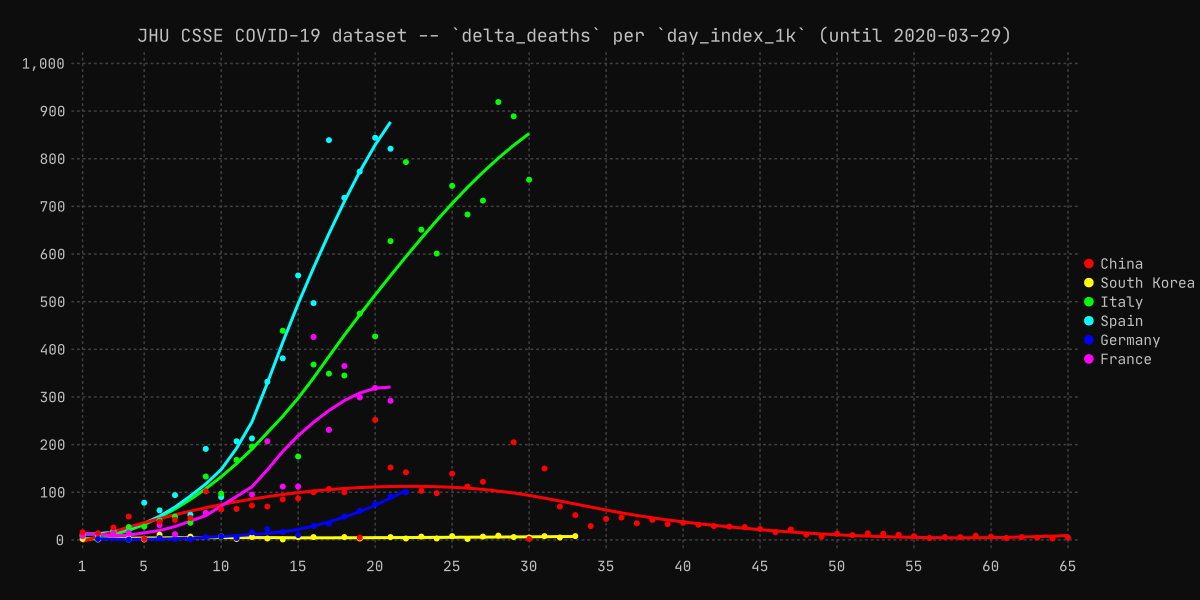 JHU CSSE COVID-19 dataset -- `delta_deaths` per `day_index_1k` (until 2020-03-29)
1,000
900
800
700
600
500
400
300
200
100
0
1 5 10 15 20 25 30 35 40 45 50 55 60 65
China
South Korea
Italy
Spain
Germany
France